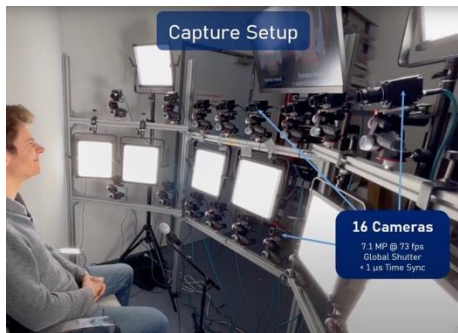 Capture Setup
16 Cameras
7.1 MP @ 73 fps
Global Shutter
< 1 μs Time Sync